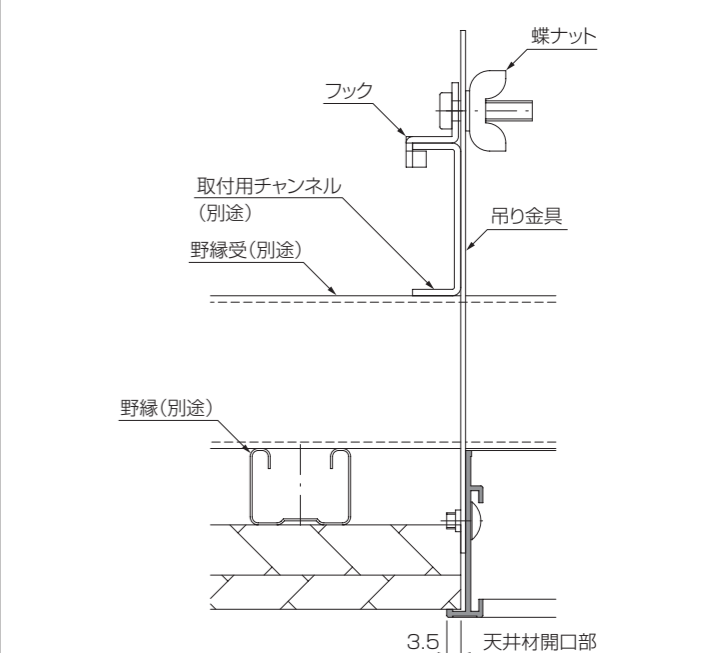 蝶ナット
フック
取付用チャンネル
（別途）
吊り金具
野縁受（別途）
野縁（別途）
3.5 天井材開口部